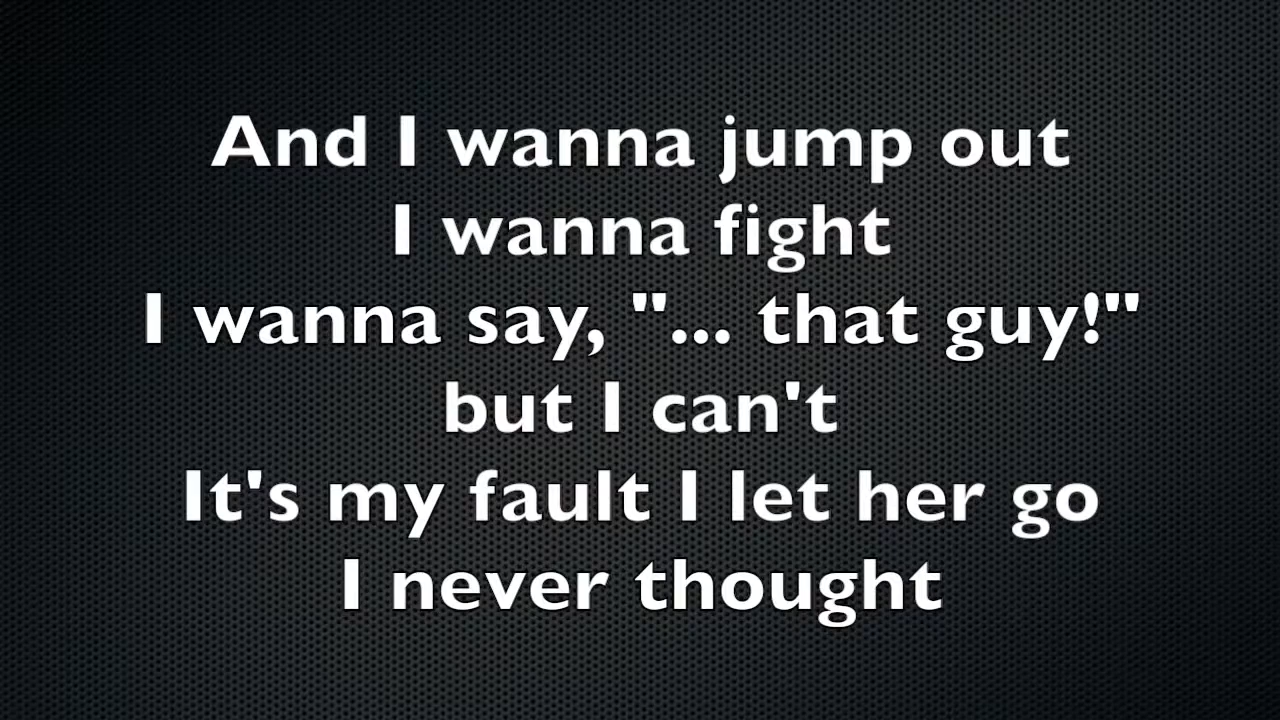 And I wanna jump out
I wanna fight
I wanna say, "... that guy!"
but I can't
It's my fault I let her go
I never thought